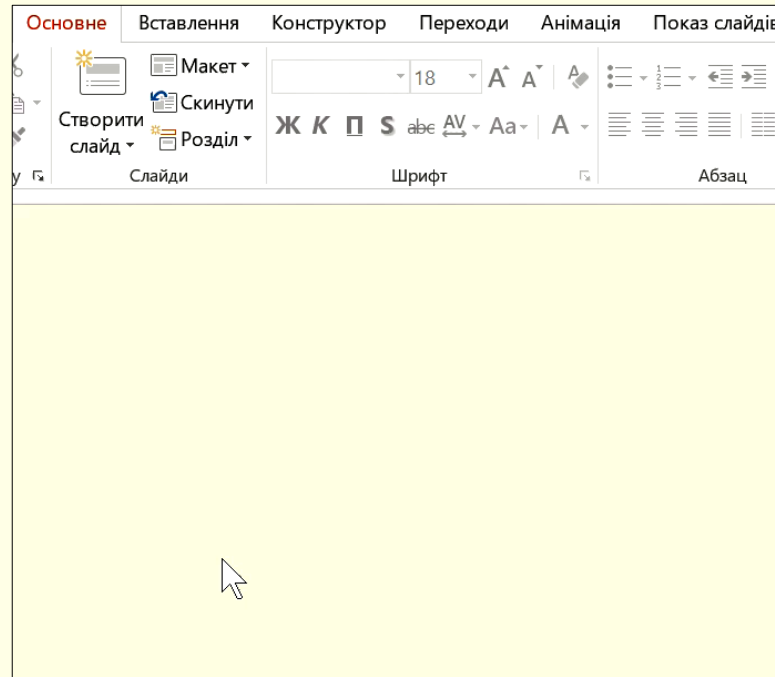 Основне Вставлення Конструктор Переходи Анімація Показ слайдів
Макет
Скинути
Створити
слайд
Розділ
18
A A
Ж К П S abc AV Aa A
у Слайди Шрифт Абзац